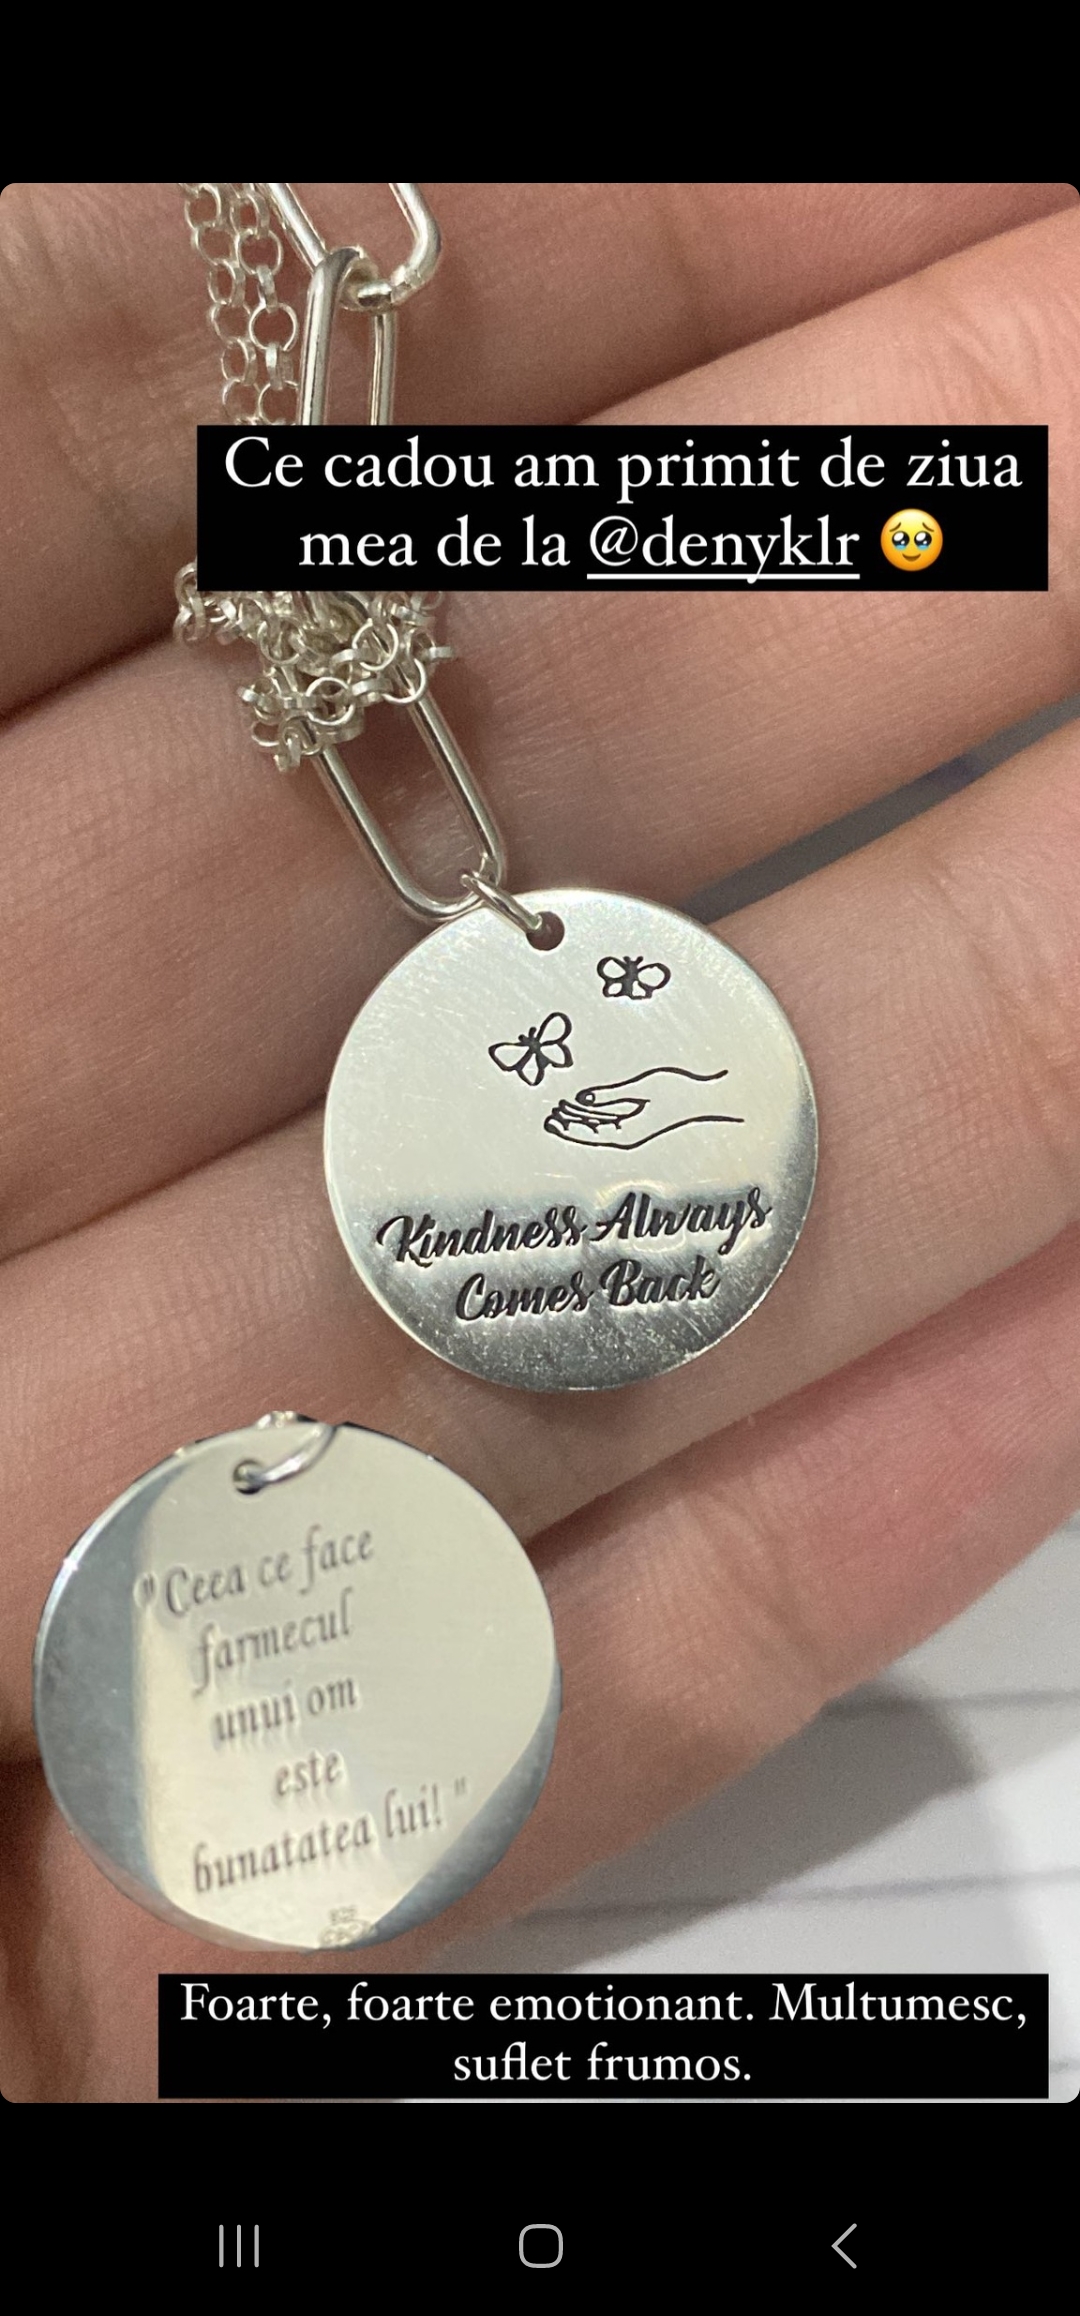 Ce cadou am primit de ziua
mea de la @denyklr 🥹
Kindness Always
Comes Back
"Ceea ce face
farmecul
unui om
este
bunatatea lui! "
Foarte, foarte emotionant. Multumesc,
suflet frumos.